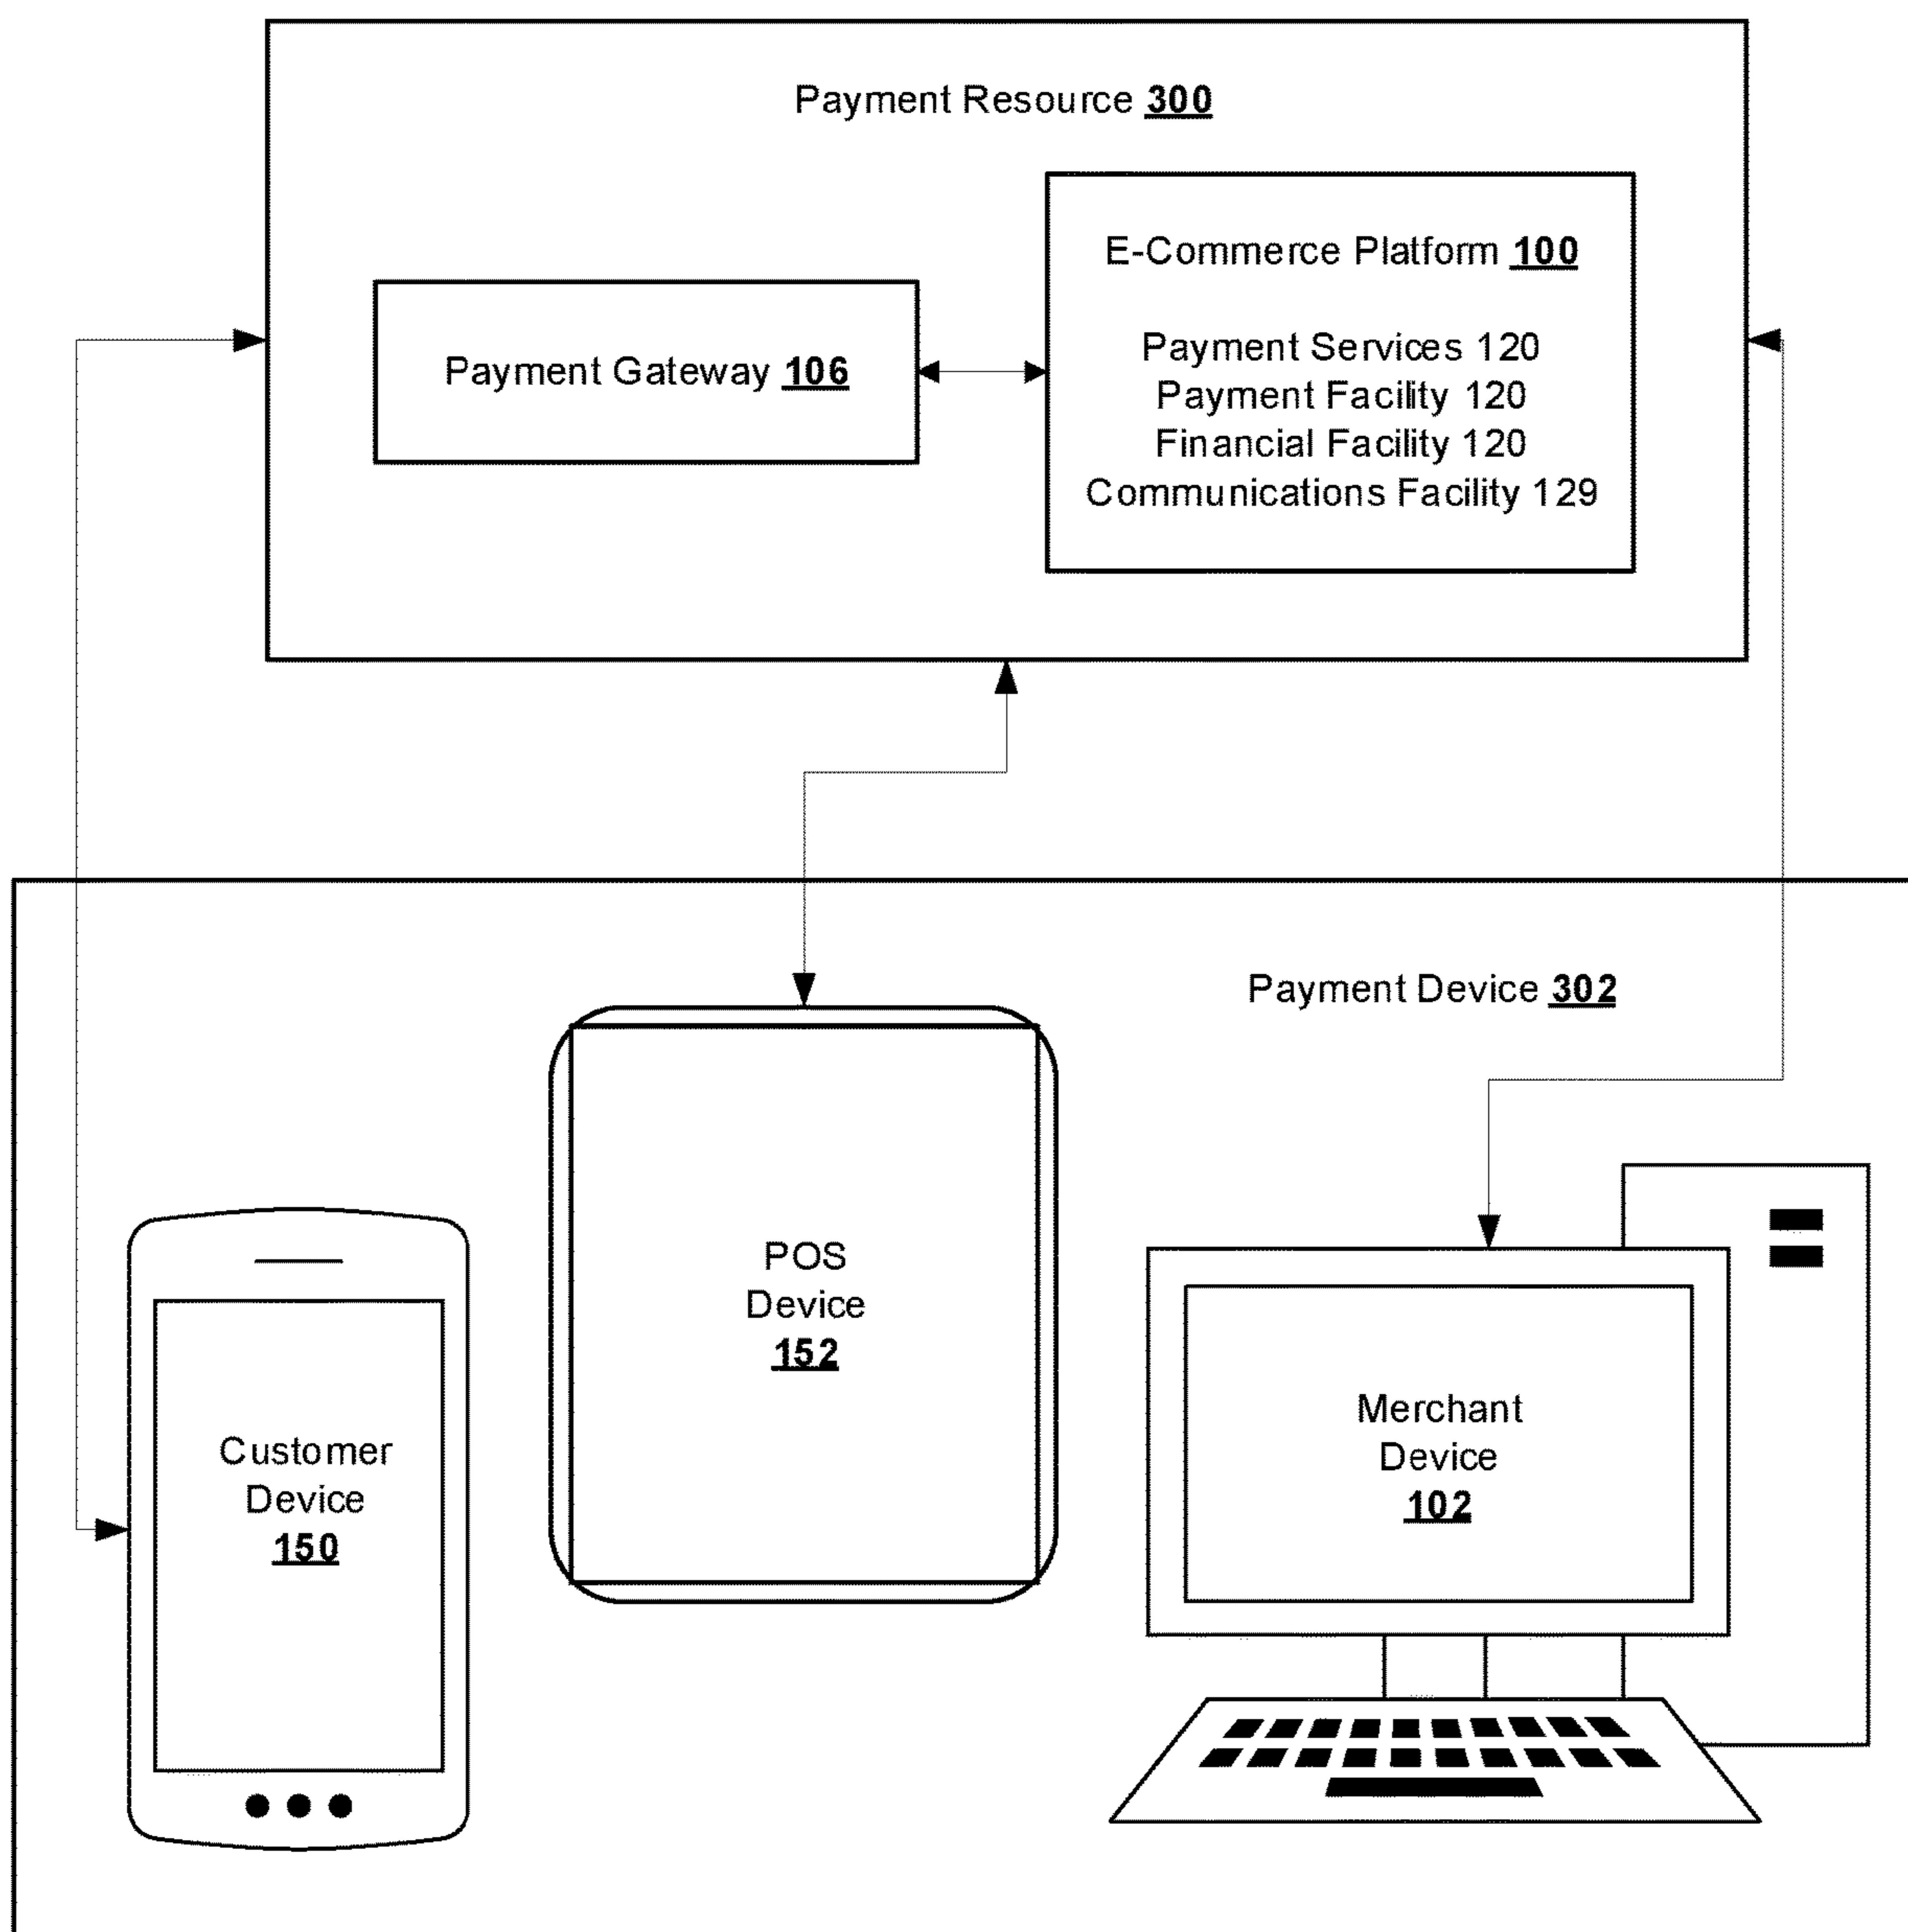 Payment Resource 300
E-Commerce Platform 100
Payment Gateway 106
Payment Services 120
Payment Facility 120
Financial Facility 120
Communications Facility 129
Payment Device 302
POS
Device
152
Merchant
Device
102
Customer
Device
150